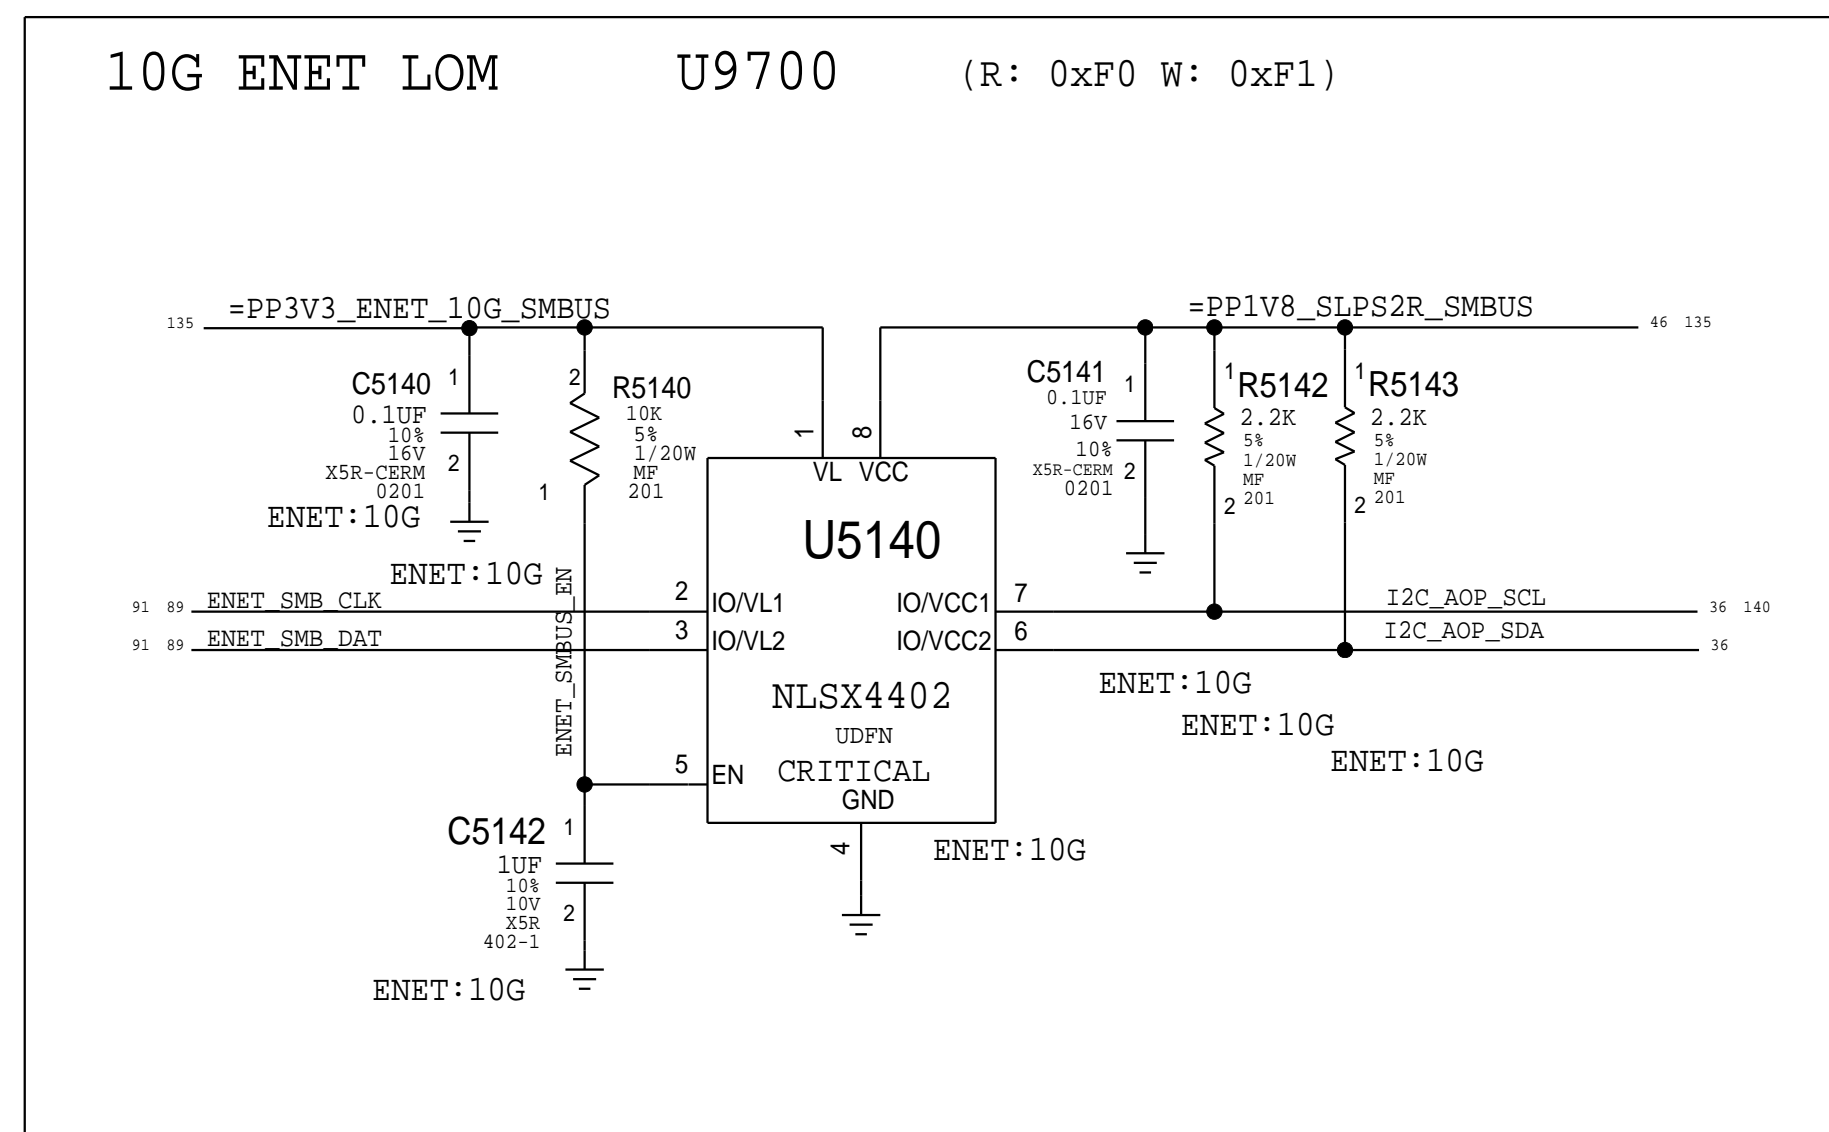 10G ENET LOM U9700 (R: 0xF0 W: 0xF1)
=PP3V3_ENET_10G_SMBUS
135
=PP1V8_SLPS2R_SMBUS
46 135
C5140
0.1UF
10%
16V
X5R-CERM
0201
1
2
ENET:10G
R5140
10K
5%
1/20W
MF
201
2
1
ENET:10G
C5141
0.1UF
16V
10%
X5R-CERM
0201
1
2
R5142
2.2K
5%
1/20W
MF
201
1
2
R5143
2.2K
5%
1/20W
MF
201
1
2
1
8
VL VCC
U5140
91 89 ENET_SMB_CLK
2
IO/VL1
IO/VCC1
7
I2C_AOP_SCL
36 140
91 89 ENET_SMB_DAT
3
IO/VL2
IO/VCC2
6
I2C_AOP_SDA
36
ENET_SMBUS_EN
NLSX4402
UDFN
CRITICAL
5
EN
GND
4
ENET:10G
ENET:10G
ENET:10G
ENET:10G
C5142
1UF
10%
10V
X5R
402-1
1
2
ENET:10G